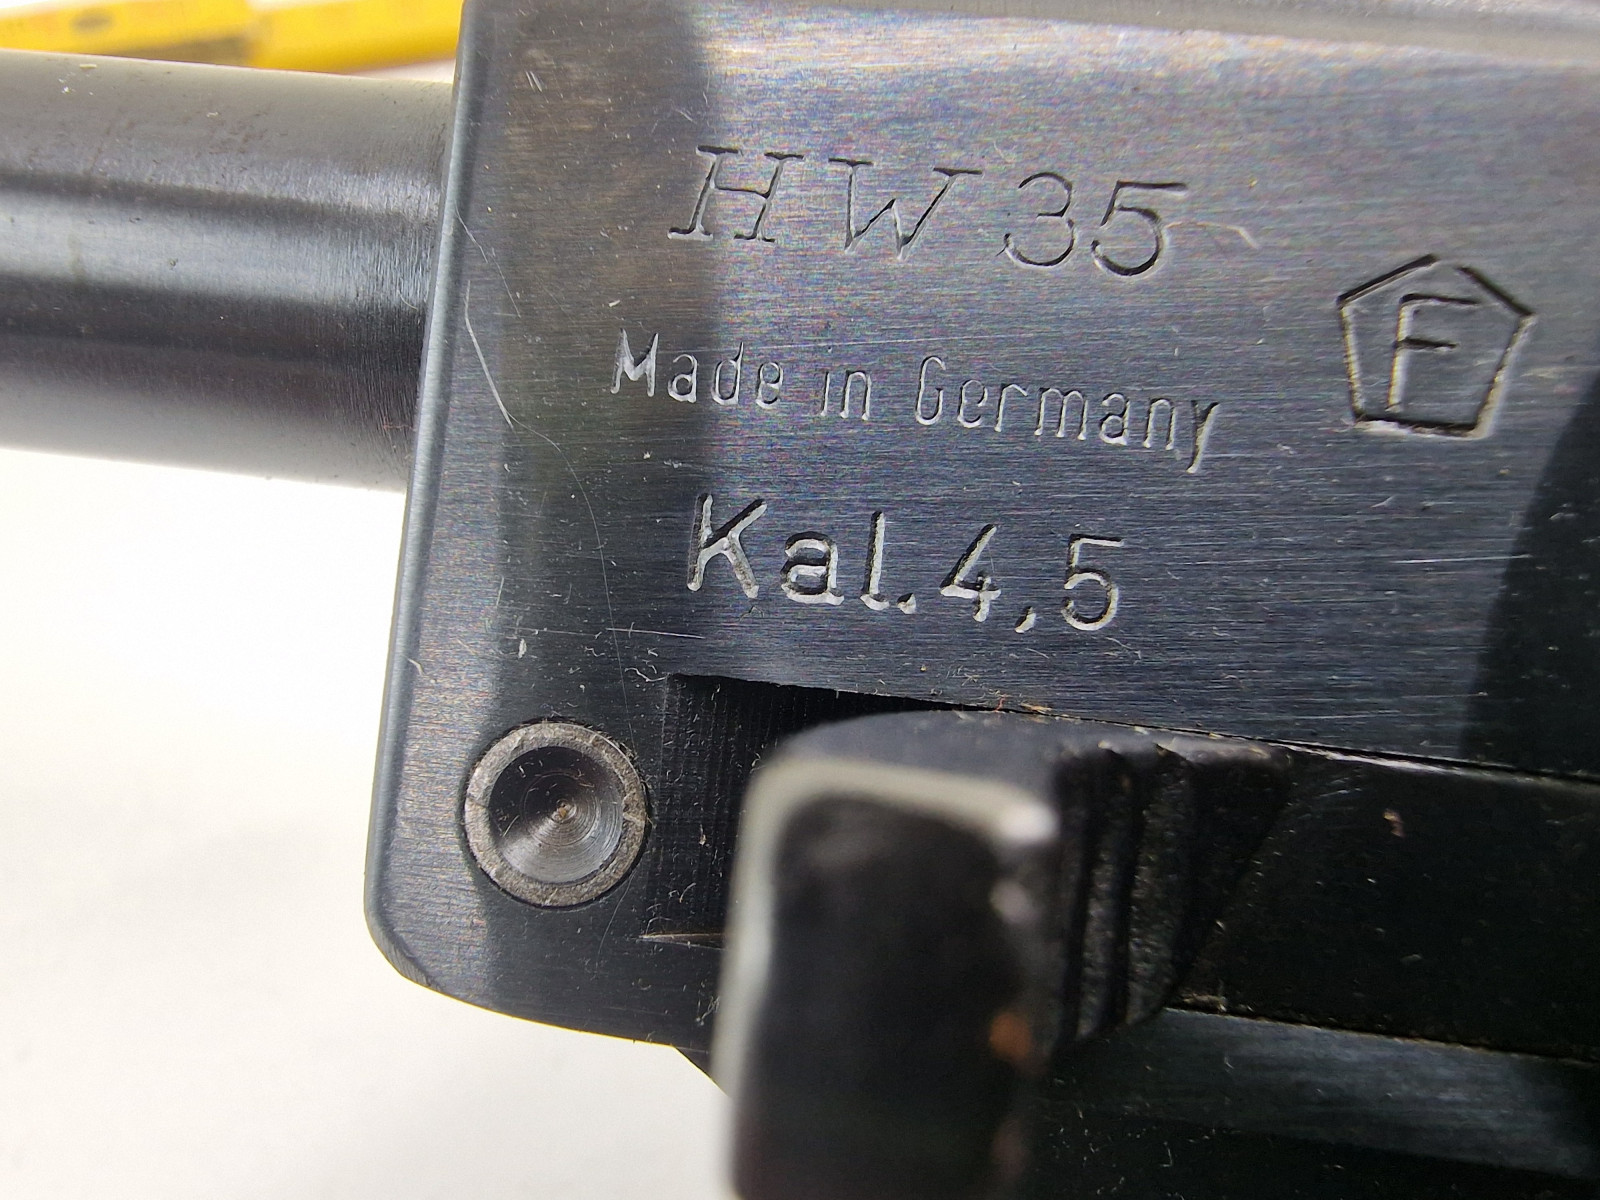 HW 35
F
Made in Germany
Kal. 4,5